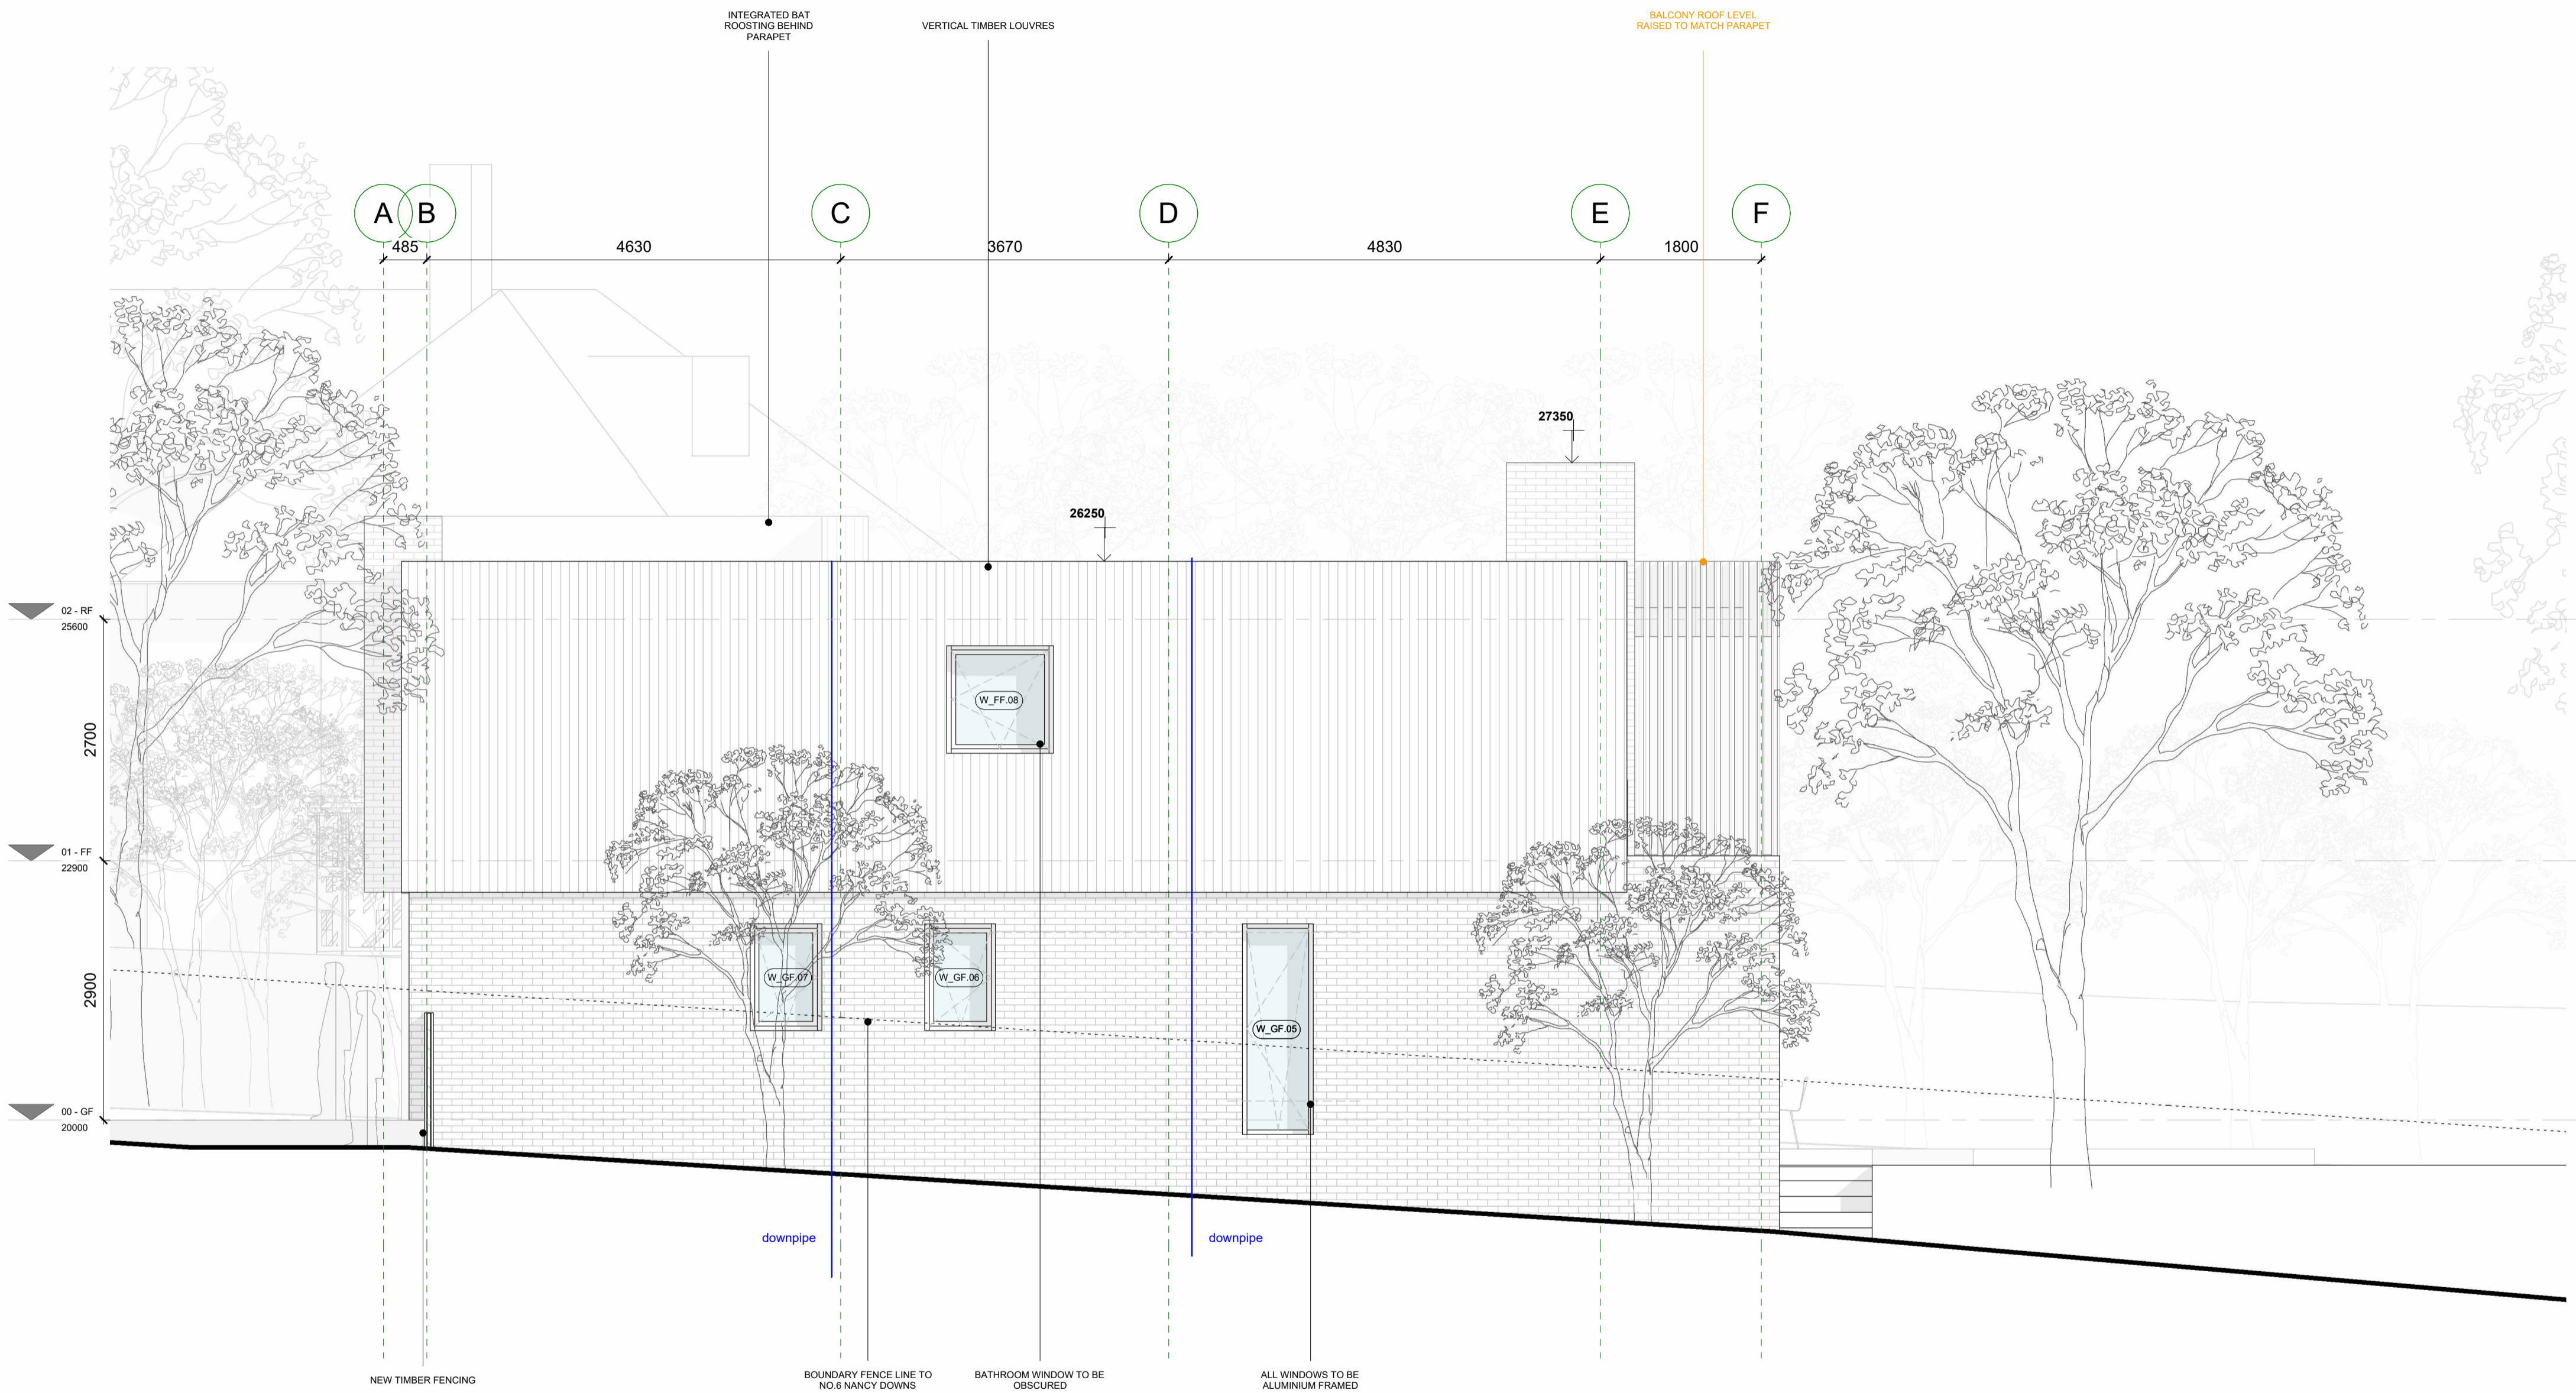 INTEGRATED BAT
ROOSTING BEHIND
PARAPET
VERTICAL TIMBER LOUVRES
BALCONY ROOF LEVEL
RAISED TO MATCH PARAPET
A
B
C
D
E
F
485
4630
3670
4830
1800
27350
26250
02 - RF
25600
W_FF.08
2700
01 - FF
22900
W_GF.07
W_GF.06
2900
W_GF.05
00 - GF
20000
downpipe
downpipe
NEW TIMBER FENCING
BOUNDARY FENCE LINE TO
NO.6 NANCY DOWNS
BATHROOM WINDOW TO BE
OBSCURED
ALL WINDOWS TO BE
ALUMINIUM FRAMED